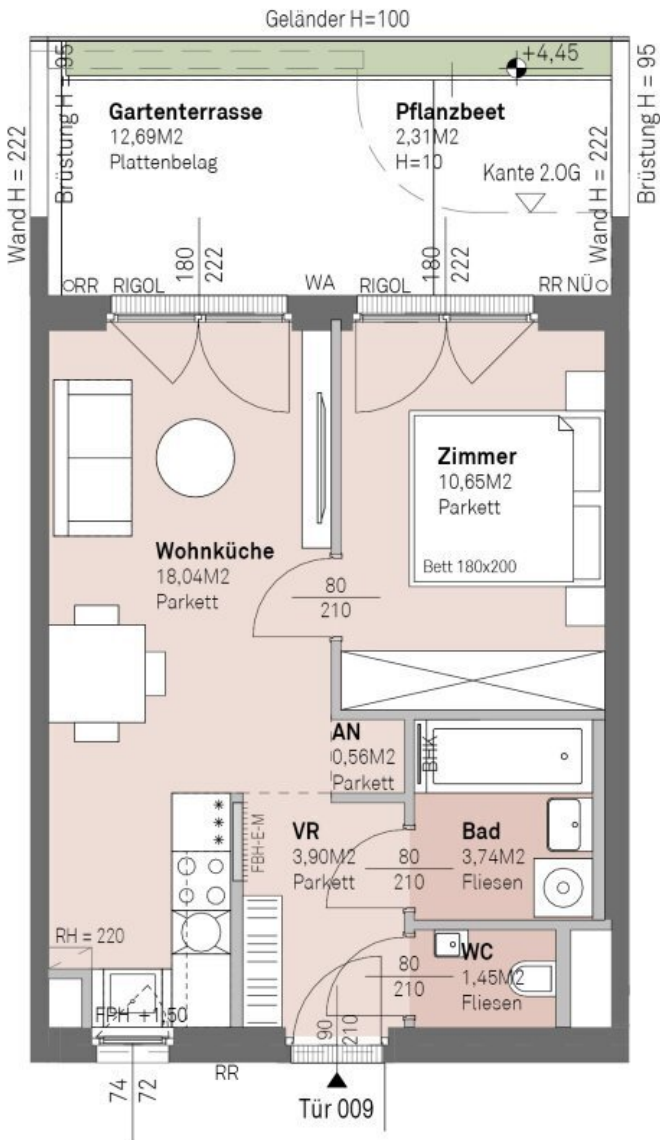 Geländer H=100
+4,45
Brüstung H = 95
Brüstung H = 95
Wand H = 222
Wand H = 222
Gartenterrasse
12,69M2
Plattenbelag
Pflanzbeet
2,31M2
H=10
Kante 2.OG
180
222
180
222
RR
RIGOL
WA
RIGOL
RR NÜ
Zimmer
10,65M2
Parkett
Bett 180x200
Wohnküche
18,04M2
Parkett
80
210
AN
0,56M2
Parkett
BHK
FBH-E-M
VR
3,90M2
Parkett
80
210
Bad
3,74M2
Fliesen
RH = 220
WC
1,45M2
Fliesen
80
210
FPH +1,50
90
210
74
72
RR
Tür 009